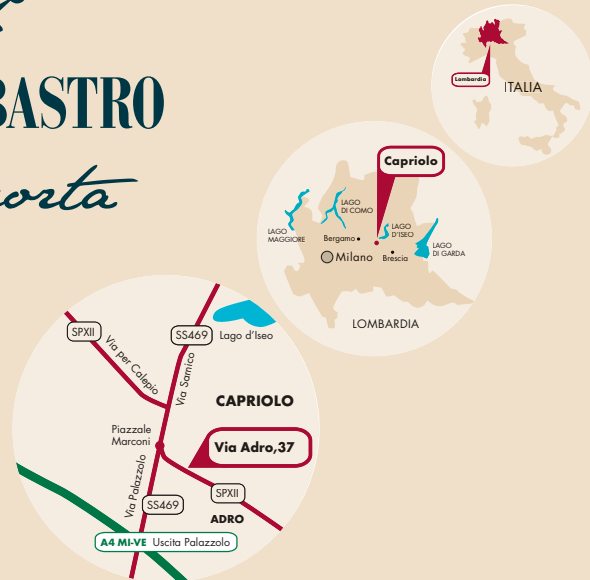 BASTRO
orta
Lombardia
ITALIA
Capriolo
LAGO
DI COMO
LAGO
MAGGIORE
LAGO
D'ISEO
LAGO
DI GARDA
Bergamo
Milano
Brescia
LOMBARDIA
SPXII
SS469
Lago d'Iseo
Via per Calepio
Via Samico
CAPRIOLO
Piazzale
Marconi
Via Adro,37
Via Palazzolo
SPXII
SS469
ADRO
A4 MI-VE Uscita Palazzolo